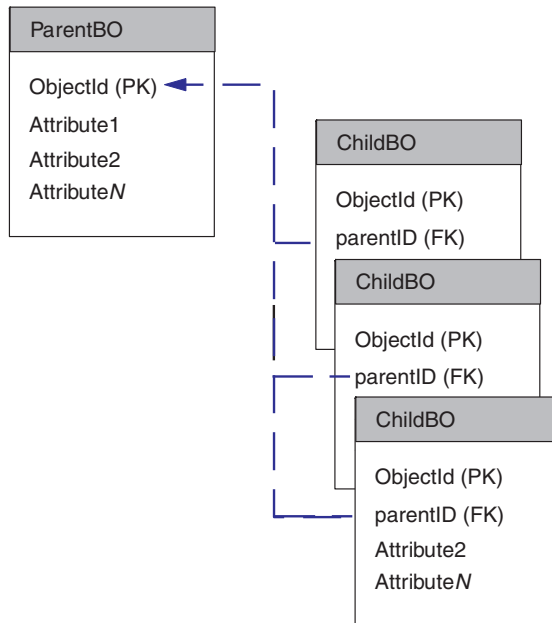 ParentBO
ObjectId (PK)
Attribute1
Attribute2
AttributeN
ChildBO
ObjectId (PK)
parentID (FK)
ChildBO
ObjectId (PK)
parentID (FK)
ChildBO
ObjectId (PK)
parentID (FK)
Attribute2
AttributeN